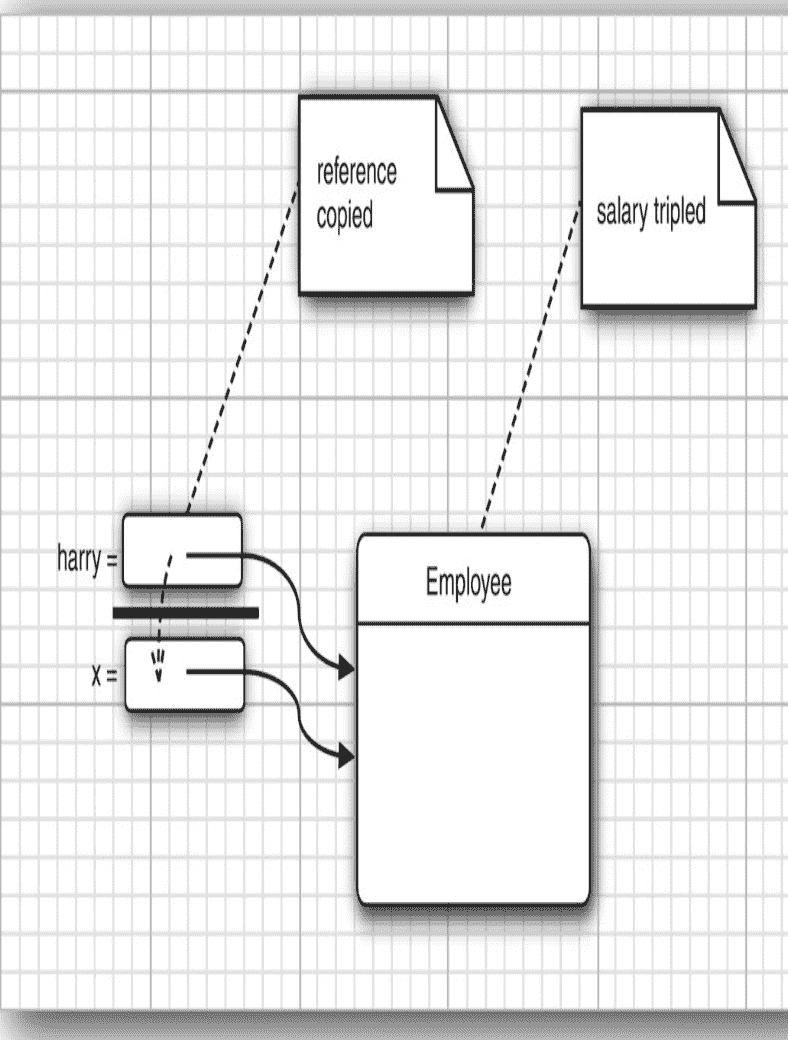 reference
copied
salary tripled
harry =
Employee
x =